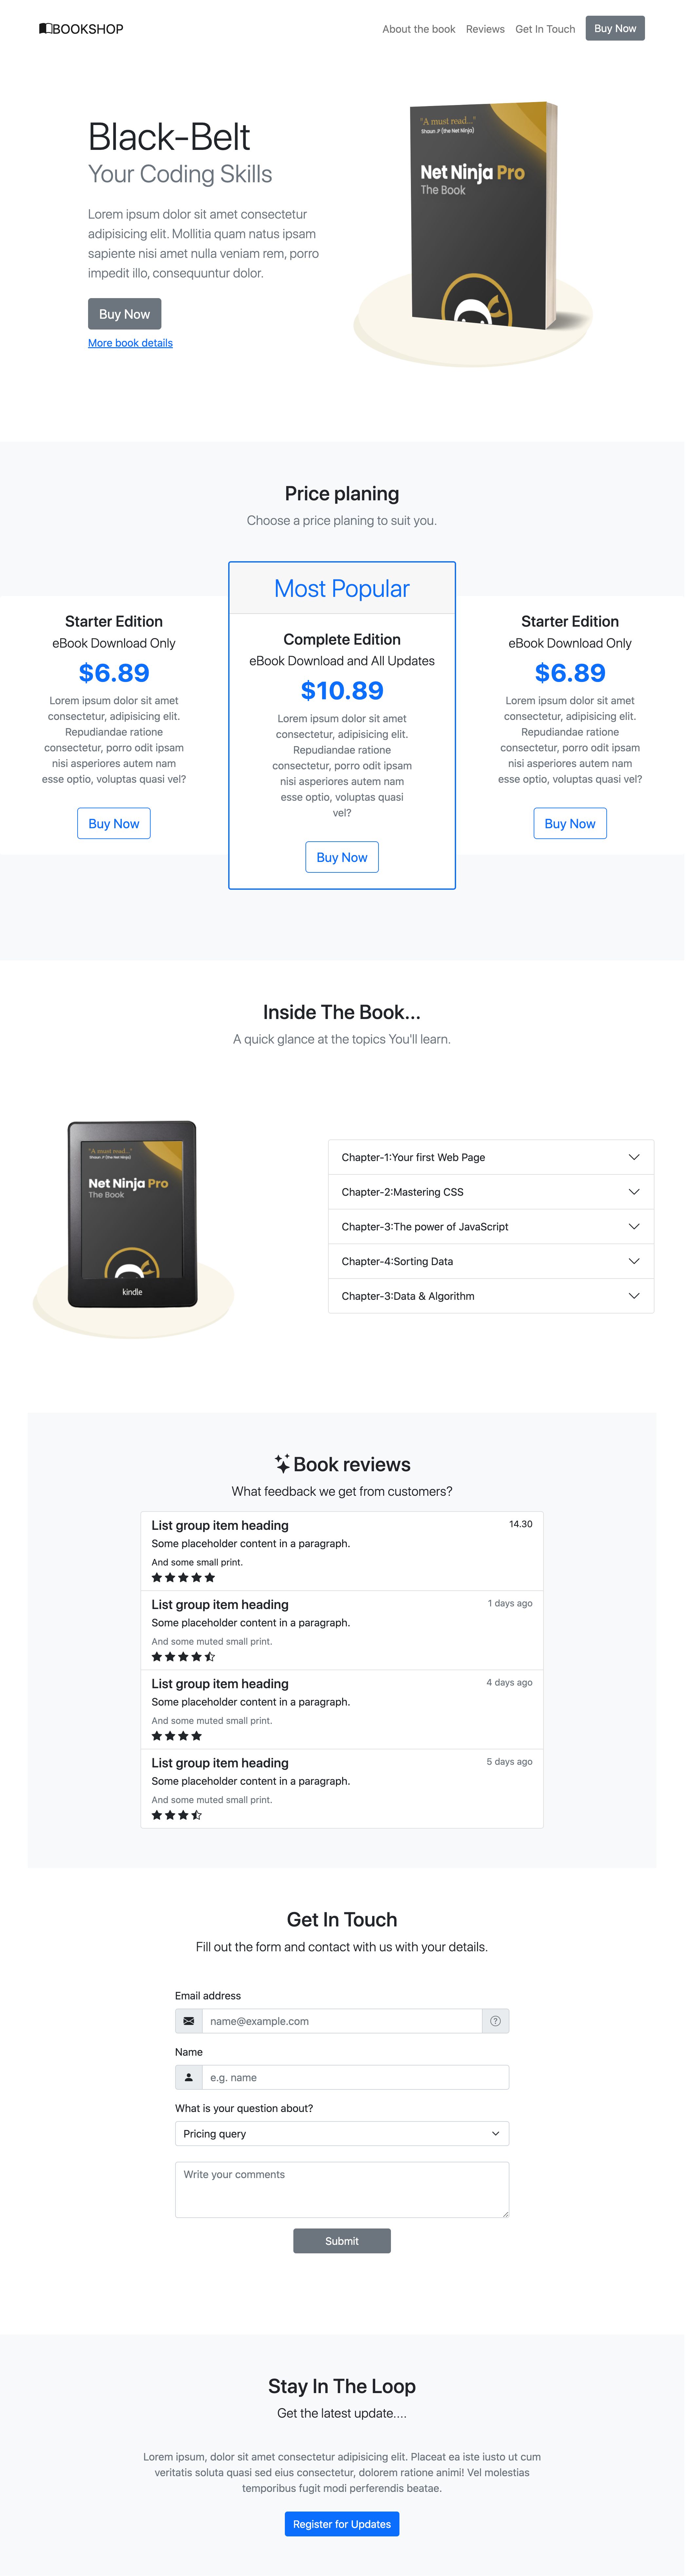 BOOKSHOP
About the book
Reviews
Get In Touch
Buy Now
Black-Belt
Your Coding Skills
Lorem ipsum dolor sit amet consectetur
adipisicing elit. Mollitia quam natus ipsam
sapiente nisi amet nulla veniam rem, porro
impedit illo, consequuntur dolor.
Buy Now
More book details
"A must read..."
Shaun P (the Net Ninja)
Net Ninja Pro
The Book
Price planing
Choose a price planing to suit you.
Starter Edition
eBook Download Only
$6.89
Lorem ipsum dolor sit amet
consectetur, adipisicing elit.
Repudiandae ratione
consectetur, porro odit ipsam
nisi asperiores autem nam
esse optio, voluptas quasi vel?
Buy Now
Most Popular
Complete Edition
eBook Download and All Updates
$10.89
Lorem ipsum dolor sit amet
consectetur, adipisicing elit.
Repudiandae ratione
consectetur, porro odit ipsam
nisi asperiores autem nam
esse optio, voluptas quasi
vel?
Buy Now
Starter Edition
eBook Download Only
$6.89
Lorem ipsum dolor sit amet
consectetur, adipisicing elit.
Repudiandae ratione
consectetur, porro odit ipsam
nisi asperiores autem nam
esse optio, voluptas quasi vel?
Buy Now
Inside The Book...
A quick glance at the topics You'll learn.
"A must read..."
Shaun P (the Net Ninja)
Net Ninja Pro
The Book
kindle
Chapter-1:Your first Web Page
Chapter-2:Mastering CSS
Chapter-3:The power of JavaScript
Chapter-4:Sorting Data
Chapter-3:Data & Algorithm
Book reviews
What feedback we get from customers?
List group item heading
14.30
Some placeholder content in a paragraph.
And some small print.
List group item heading
1 days ago
Some placeholder content in a paragraph.
And some muted small print.
List group item heading
4 days ago
Some placeholder content in a paragraph.
And some muted small print.
List group item heading
5 days ago
Some placeholder content in a paragraph.
And some muted small print.
Get In Touch
Fill out the form and contact with us with your details.
Email address
name@example.com
Name
e.g. name
What is your question about?
Pricing query
Write your comments
Submit
Stay In The Loop
Get the latest update....
Lorem ipsum, dolor sit amet consectetur adipisicing elit. Placeat ea iste iusto ut cum
veritatis soluta quasi sed eius consectetur, dolorem ratione animi! Vel molestias
temporibus fugit modi perferendis beatae.
Register for Updates